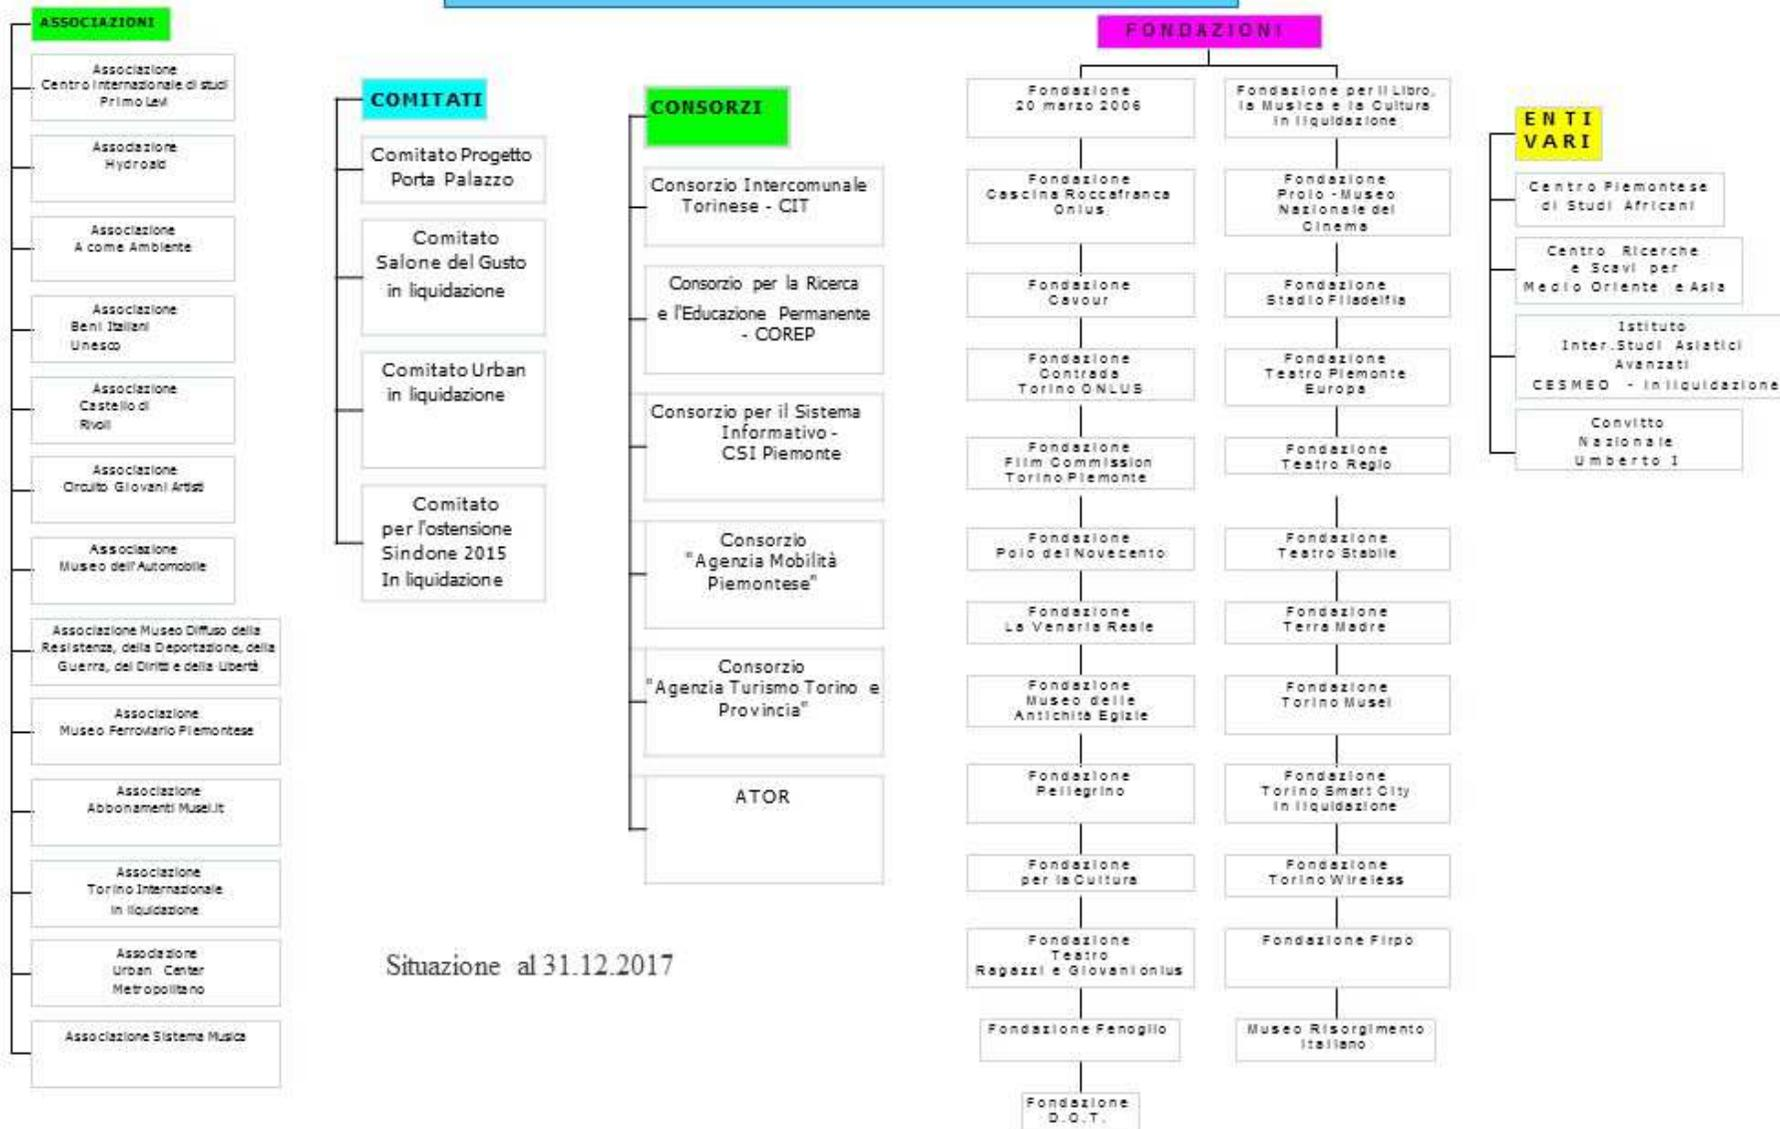 ASSOCIAZIONI
Associazione
Centro Internazionale di studi
Primo Levi
Associazione
Hydroaid
Associazione
A come Ambiente
Associazione
Beni Italiani
Unesco
Associazione
Castello di
Rivoli
Associazione
Circuito Giovani Artisti
Associazione
Museo dell'Automobile
Associazione Museo Diffuso della
Resistenza, della Deportazione, della
Guerra, dei Diritti e della Libertà
Associazione
Museo Ferroviario Piemontese
Associazione
Abbonamenti Musei.it
Associazione
Torino Internazionale
in liquidazione
Associazione
Urban Center
Metropolitano
Associazione Sistema Musica
COMITATI
Comitato Progetto
Porta Palazzo
Comitato
Salone del Gusto
in liquidazione
Comitato Urban
in liquidazione
Comitato
per l'ostensione
Sindone 2015
In liquidazione
CONSORZI
Consorzio Intercomunale
Torinese - CIT
Consorzio per la Ricerca
e l'Educazione Permanente
- COREP
Consorzio per il Sistema
Informativo -
CSI Piemonte
Consorzio
"Agenzia Mobilità
Piemontese"
Consorzio
"Agenzia Turismo Torino e
Provincia"
ATOR
Situazione al 31.12.2017
FONDAZIONI
Fondazione
20 marzo 2006
Fondazione
Cascina Roccafranca
Onlus
Fondazione
Cavour
Fondazione
Contrada
Torino ONLUS
Fondazione
Film Commission
Torino Piemonte
Fondazione
Polo del Novecento
Fondazione
La Venaria Reale
Fondazione
Museo delle
Antichità Egizie
Fondazione
Pellegrino
Fondazione
per la Cultura
Fondazione
Teatro
Ragazzi e Giovani onlus
Fondazione Fenoglio
Fondazione
D.O.T.
Fondazione per il Libro,
la Musica e la Cultura
in liquidazione
Fondazione
Prolo - Museo
Nazionale del
Cinema
Fondazione
Stadio Filadelfia
Fondazione
Teatro Piemonte
Europa
Fondazione
Teatro Regio
Fondazione
Teatro Stabile
Fondazione
Terra Madre
Fondazione
Torino Musei
Fondazione
Torino Smart City
in liquidazione
Fondazione
Torino Wireless
Fondazione Firpo
Museo Risorgimento
Italiano
ENTI
VARI
Centro Piemontese
di Studi Africani
Centro Ricerche
e Scavi per
Medio Oriente e Asia
Istituto
Inter.Studi Asiatici
Avanzati
CESMEO - in liquidazione
Convitto
Nazionale
Umberto I